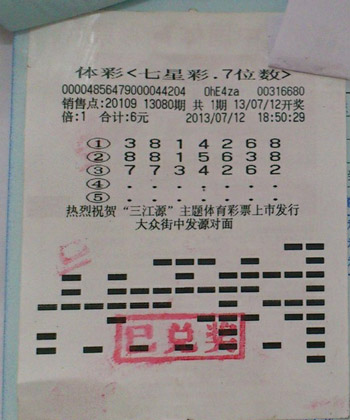 体彩<七星彩.7位数>
00004856479000044204 0hE4za 00316680
销售点:20109 13080期 共1期 13/07/12开奖
倍:1 合计:6元 2013/07/12 18:50:29
① 3 8 1 4 2 6 8
② 8 8 1 5 6 3 8
③ 7 7 3 4 2 6 2
④ . . . . . . .
⑤ . . . . . . .
热烈祝贺“三江源”主题体育彩票上市发行
大众街中发源对面
已兑奖